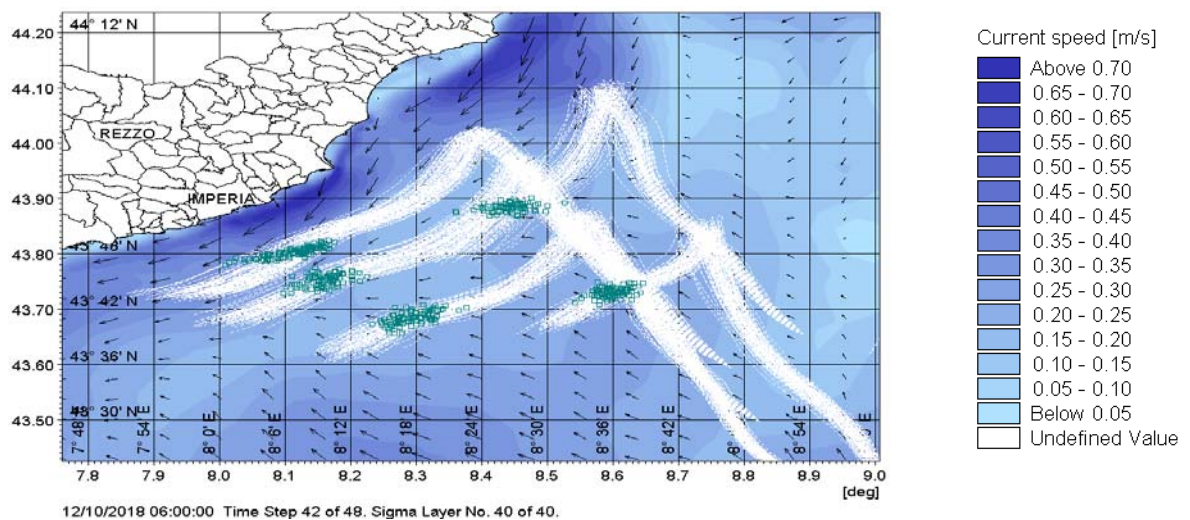 44.20
44.10
44.00
43.90
43.80
43.70
43.60
43.50
44° 12' N
REZZO
IMPERIA
43° 48' N
43° 42' N
43° 36' N
43° 30' N
7° 48'
7° 54' E
8° 0' E
8° 6' E
8° 12' E
8° 18' E
8° 24' E
8° 30' E
8° 36' E
8° 42' E
8°
8° 54' E
7.8 7.9 8.0 8.1 8.2 8.3 8.4 8.5 8.6 8.7 8.8 8.9 9.0
[deg]
12/10/2018 06:00:00 Time Step 42 of 48. Sigma Layer No. 40 of 40.
Current speed [m/s]
Above 0.70
0.65 - 0.70
0.60 - 0.65
0.55 - 0.60
0.50 - 0.55
0.45 - 0.50
0.40 - 0.45
0.35 - 0.40
0.30 - 0.35
0.25 - 0.30
0.20 - 0.25
0.15 - 0.20
0.10 - 0.15
0.05 - 0.10
Below 0.05
Undefined Value